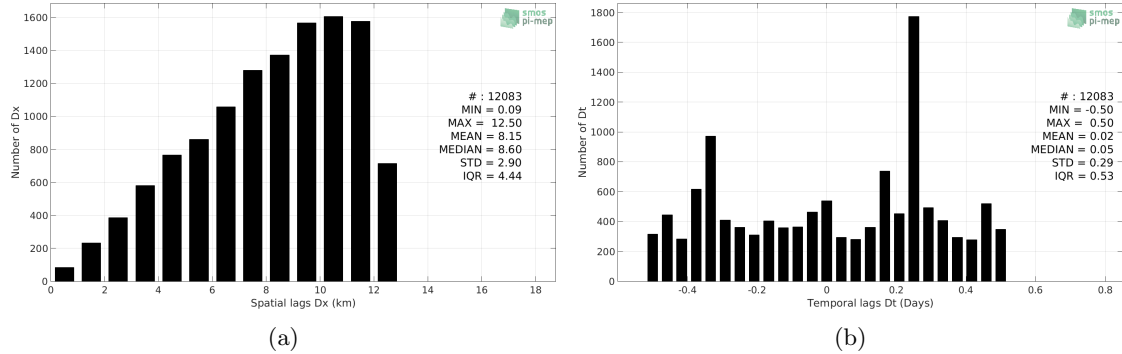 1600
1400
1200
1000
800
600
400
200
0
Number of Dx
0 2 4 6 8 10 12 14 16 18
Spatial lags Dx (km)
smos
pi-mep
# : 12083
MIN = 0.09
MAX = 12.50
MEAN = 8.15
MEDIAN = 8.60
STD = 2.90
IQR = 4.44
(a)
1800
1600
1400
1200
1000
800
600
400
200
0
Number of Dt
-0.4 -0.2 0 0.2 0.4 0.6 0.8
Temporal lags Dt (Days)
smos
pi-mep
# : 12083
MIN = -0.50
MAX = 0.50
MEAN = 0.02
MEDIAN = 0.05
STD = 0.29
IQR = 0.53
(b)